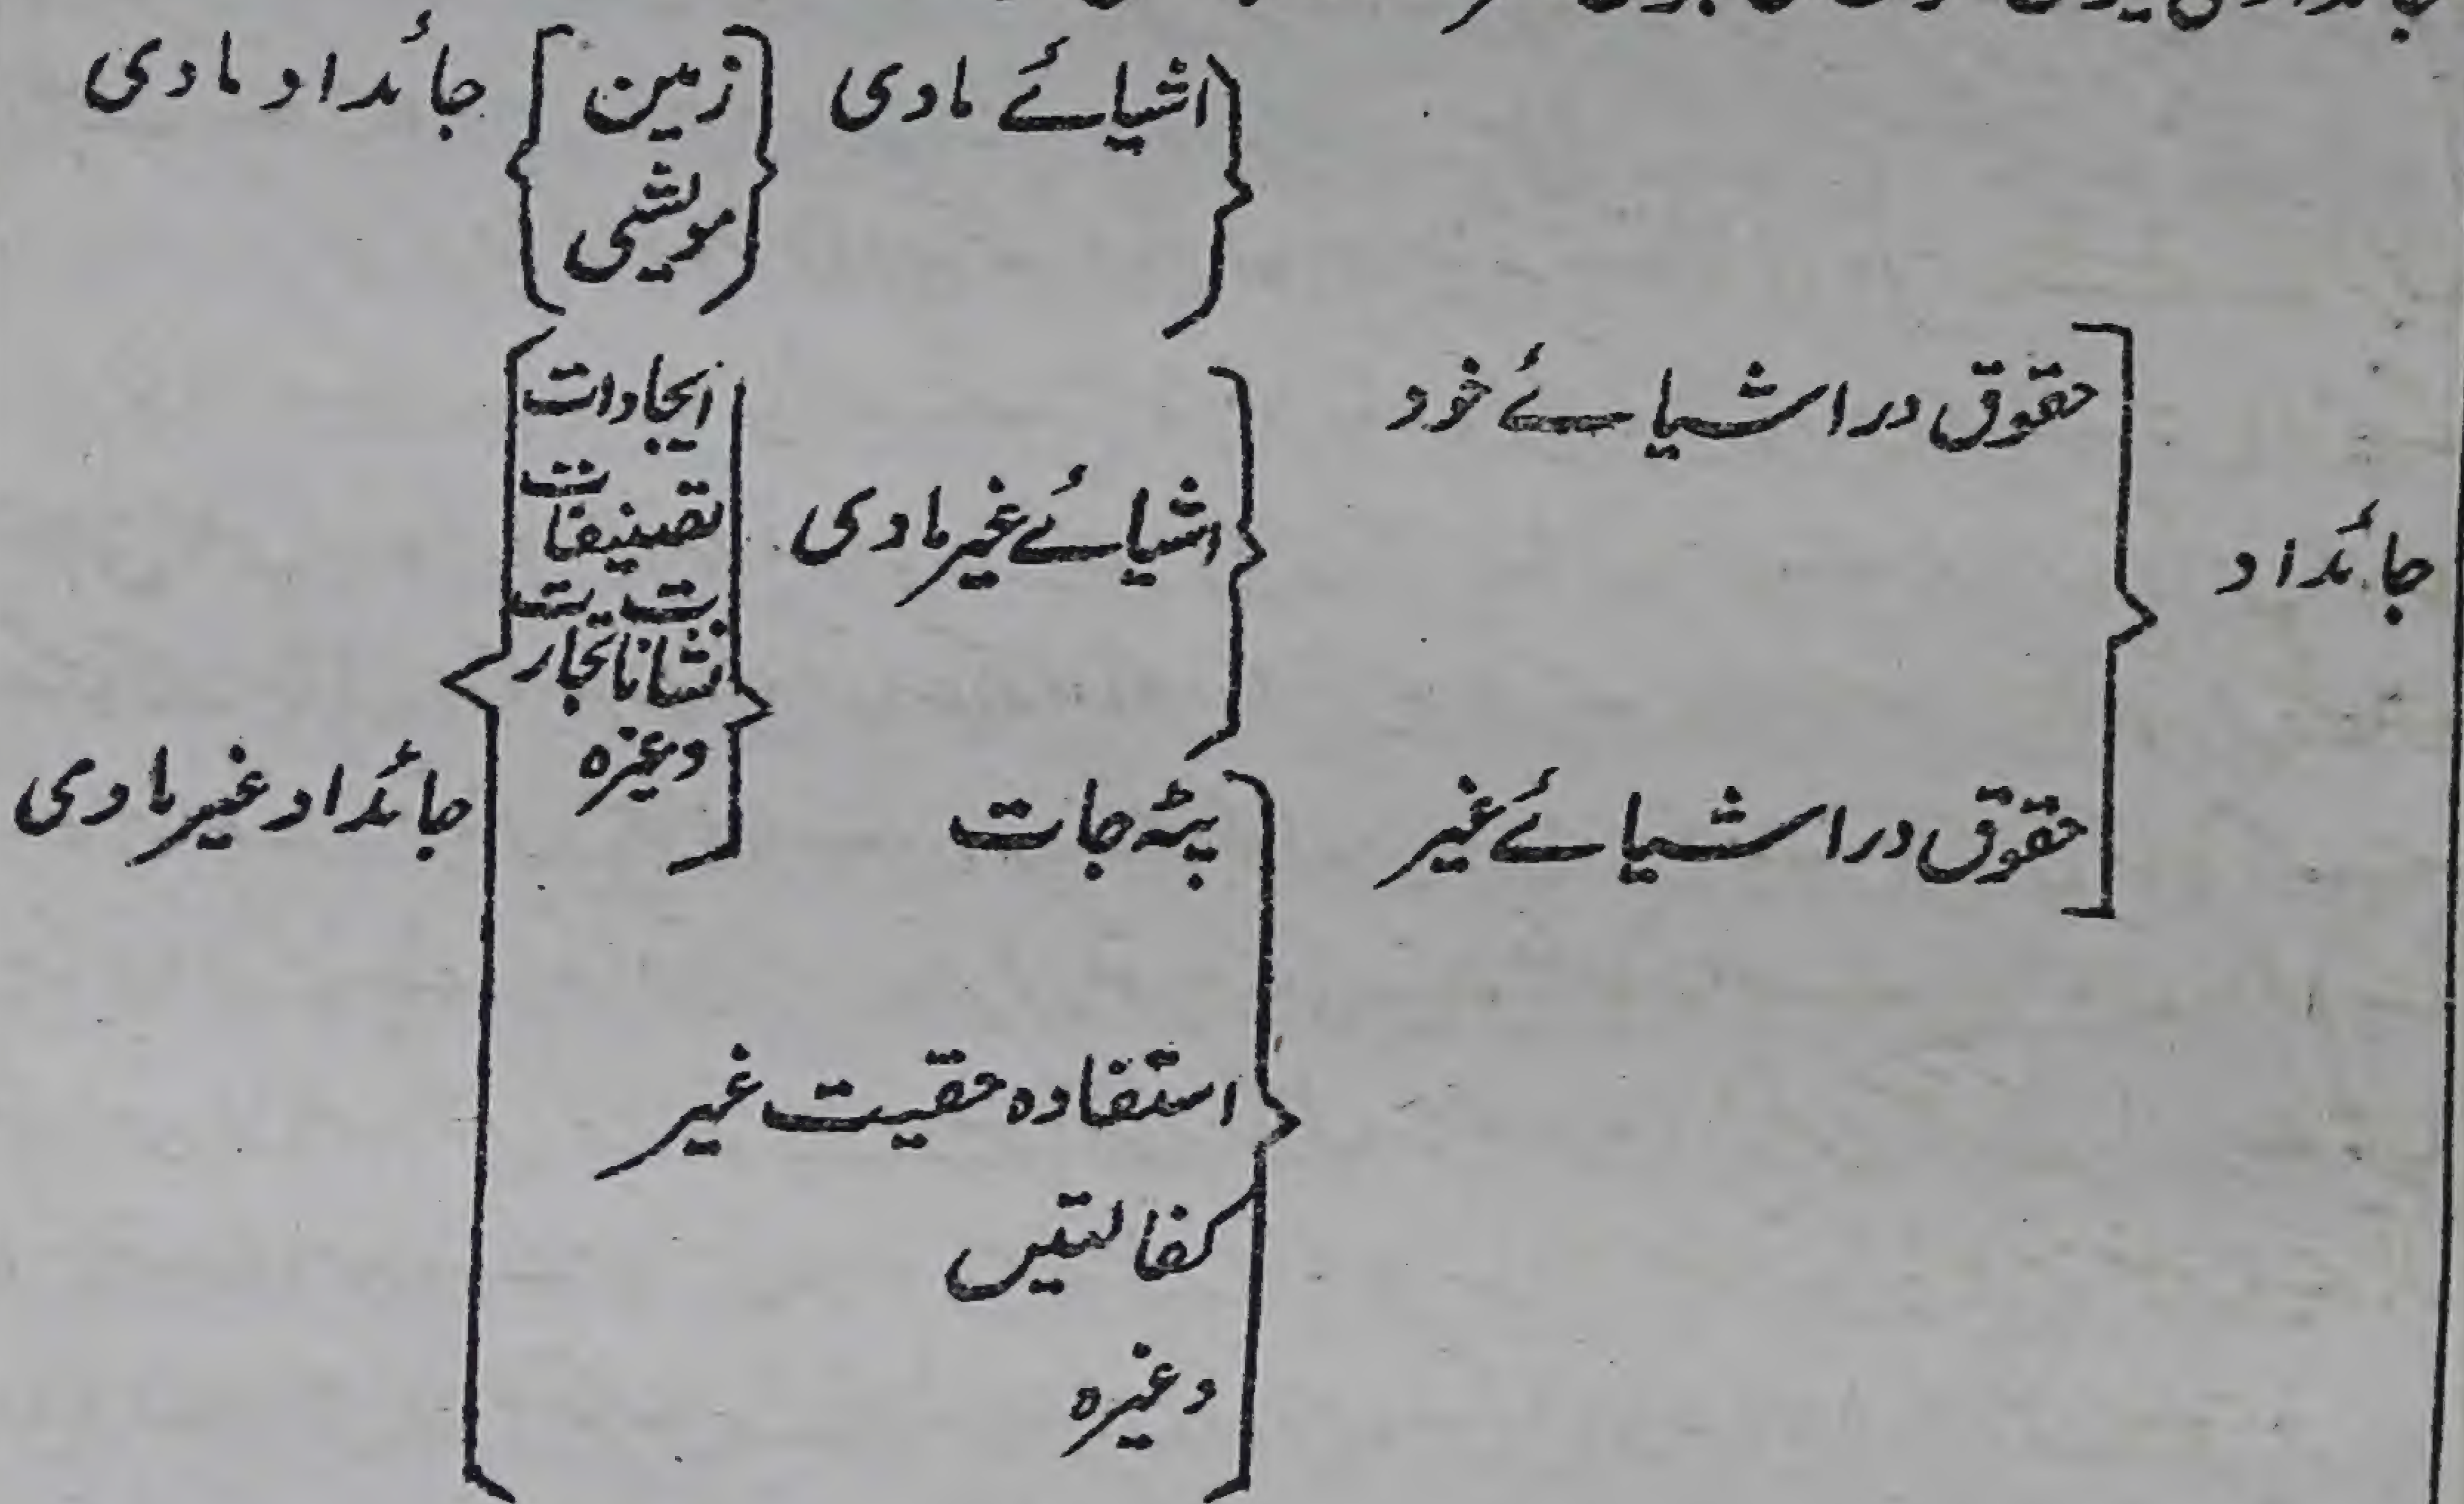 اشیائے مادی { زمین } جائداد مادی
مویشی
حقوق در اشیائے خود
ایجادات
تصنیفات
اشیائے غیر مادی
جائداد
نشانات تجارت
وغیرہ
حقوق در اشیائے غیر
پٹہ جات
جائداد غیر مادی
استفادہ حقیت غیر
کفالتیں
وغیرہ